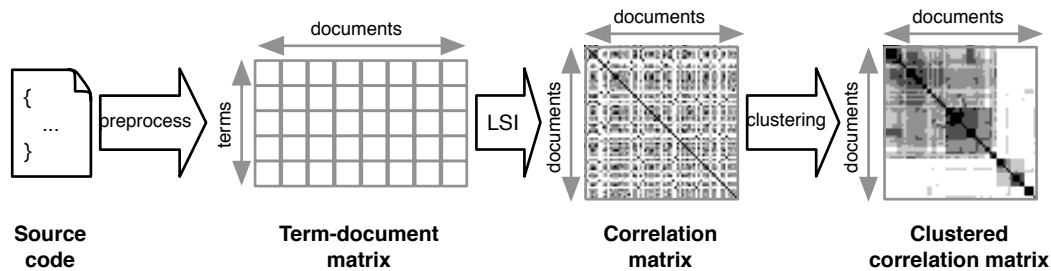 {
...
}
preprocess
documents
terms
LSI
documents
documents
clustering
documents
documents
Source
code
Term-document
matrix
Correlation
matrix
Clustered
correlation matrix